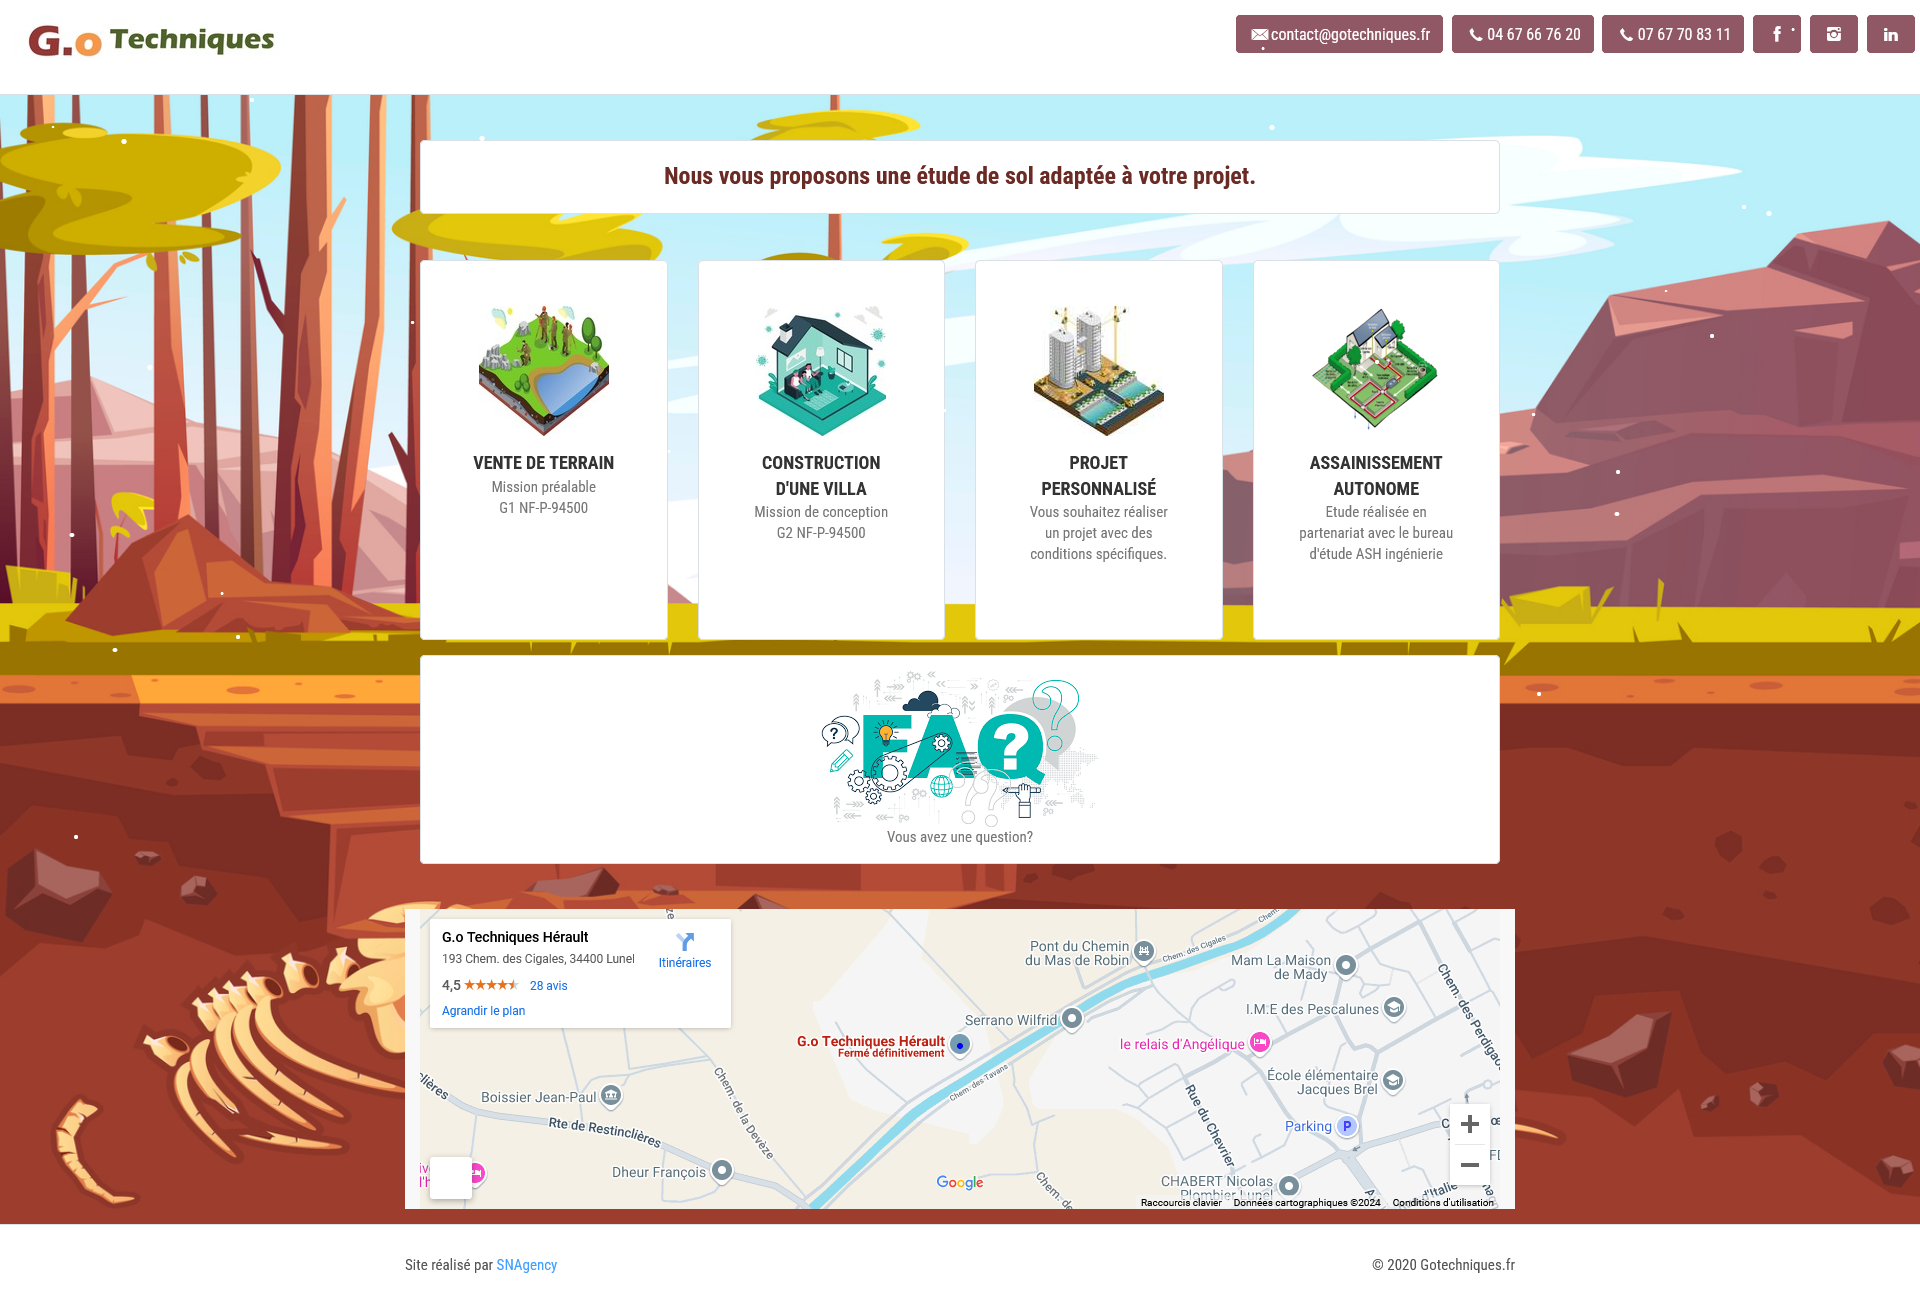 G.o Techniques
contact@gotechniques.fr
04 67 66 76 20
07 67 70 83 11
Nous vous proposons une étude de sol adaptée à votre projet.
VENTE DE TERRAIN
Mission préalable
G1 NF-P-94500
CONSTRUCTION
D'UNE VILLA
Mission de conception
G2 NF-P-94500
PROJET
PERSONNALISÉ
Vous souhaitez réaliser
un projet avec des
conditions spécifiques.
ASSAINISSEMENT
AUTONOME
Etude réalisée en
partenariat avec le bureau
d'étude ASH ingénierie
FAQ
Vous avez une question?
G.o Techniques Hérault
193 Chem. des Cigales, 34400 Lunel
4,5
28 avis
Agrandir le plan
Itinéraires
Pont du Chemin
du Mas de Robin
Chem. des Cigales
Chem.
Mam La Maison
de Mady
Chem. des Perdigao
I.M.E des Pescalunes
Serrano Wilfrid
G.o Techniques Hérault
Fermé définitivement
le relais d'Angélique
École élémentaire
Jacques Brel
Chem. des Tavans
Chem. de la Devèze
Boissier Jean-Paul
Rte de Restinclières
Rue du Chevrier
Parking
P
Dheur François
Chem. de
CHABERT Nicolas
Plombier Lunel
d'Italie
Google
Raccourcis clavier
Données cartographiques ©2024
Conditions d'utilisation
Site réalisé par SNAgency
© 2020 Gotechniques.fr